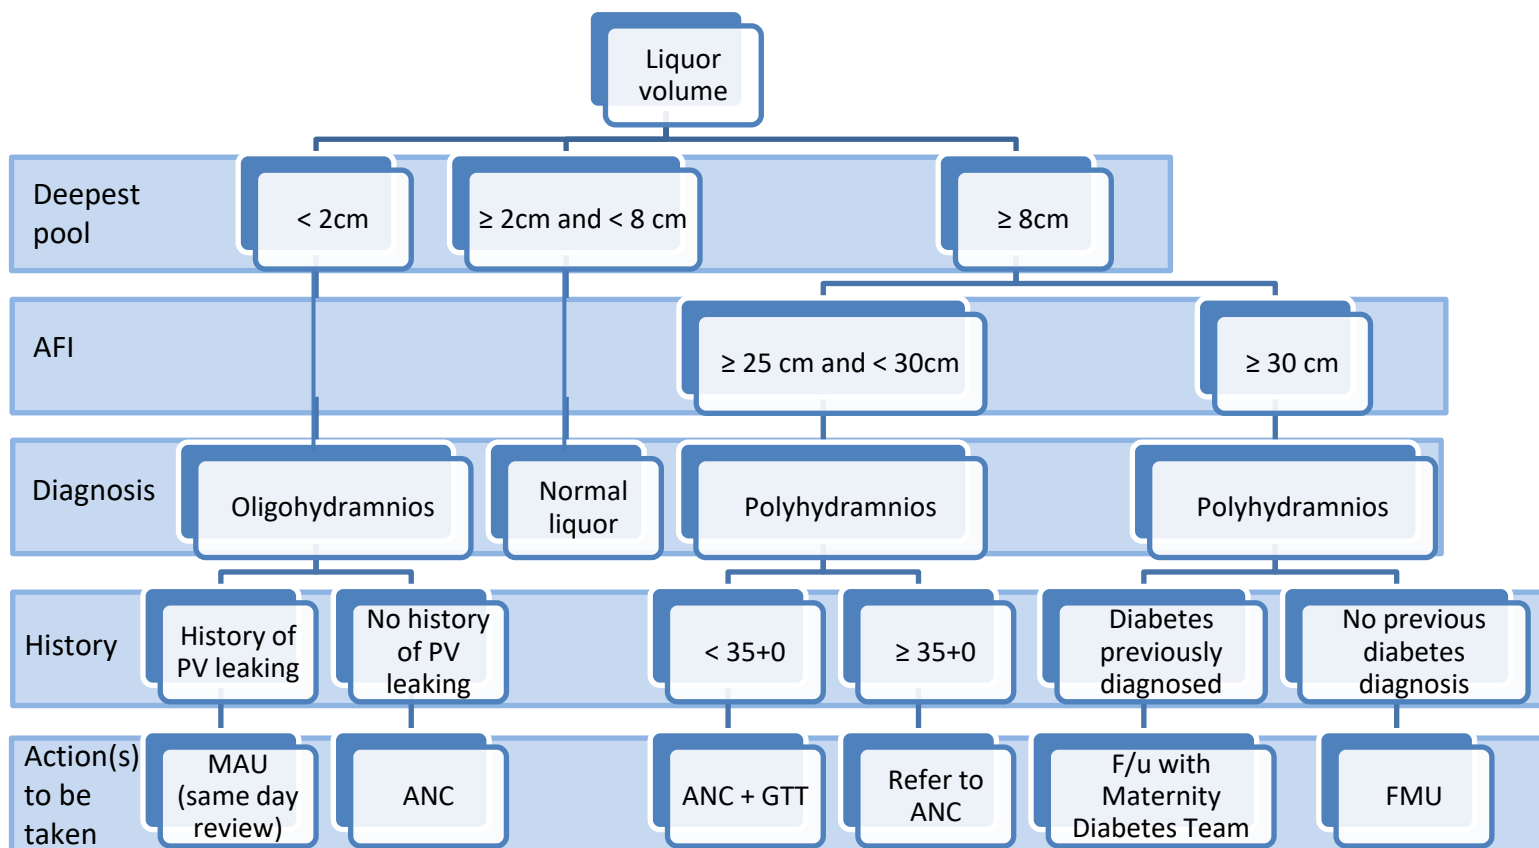 Liquor
volume
Deepest
pool
< 2cm
≥ 2cm and < 8 cm
≥ 8cm
AFI
≥ 25 cm and < 30cm
≥ 30 cm
Diagnosis
Oligohydramnios
Normal
liquor
Polyhydramnios
Polyhydramnios
History
History of
PV leaking
No history
of PV
leaking
< 35+0
≥ 35+0
Diabetes
previously
diagnosed
No previous
diabetes
diagnosis
Action(s)
to be
taken
MAU
(same day
review)
ANC
ANC + GTT
Refer to
ANC
F/u with
Maternity
Diabetes Team
FMU